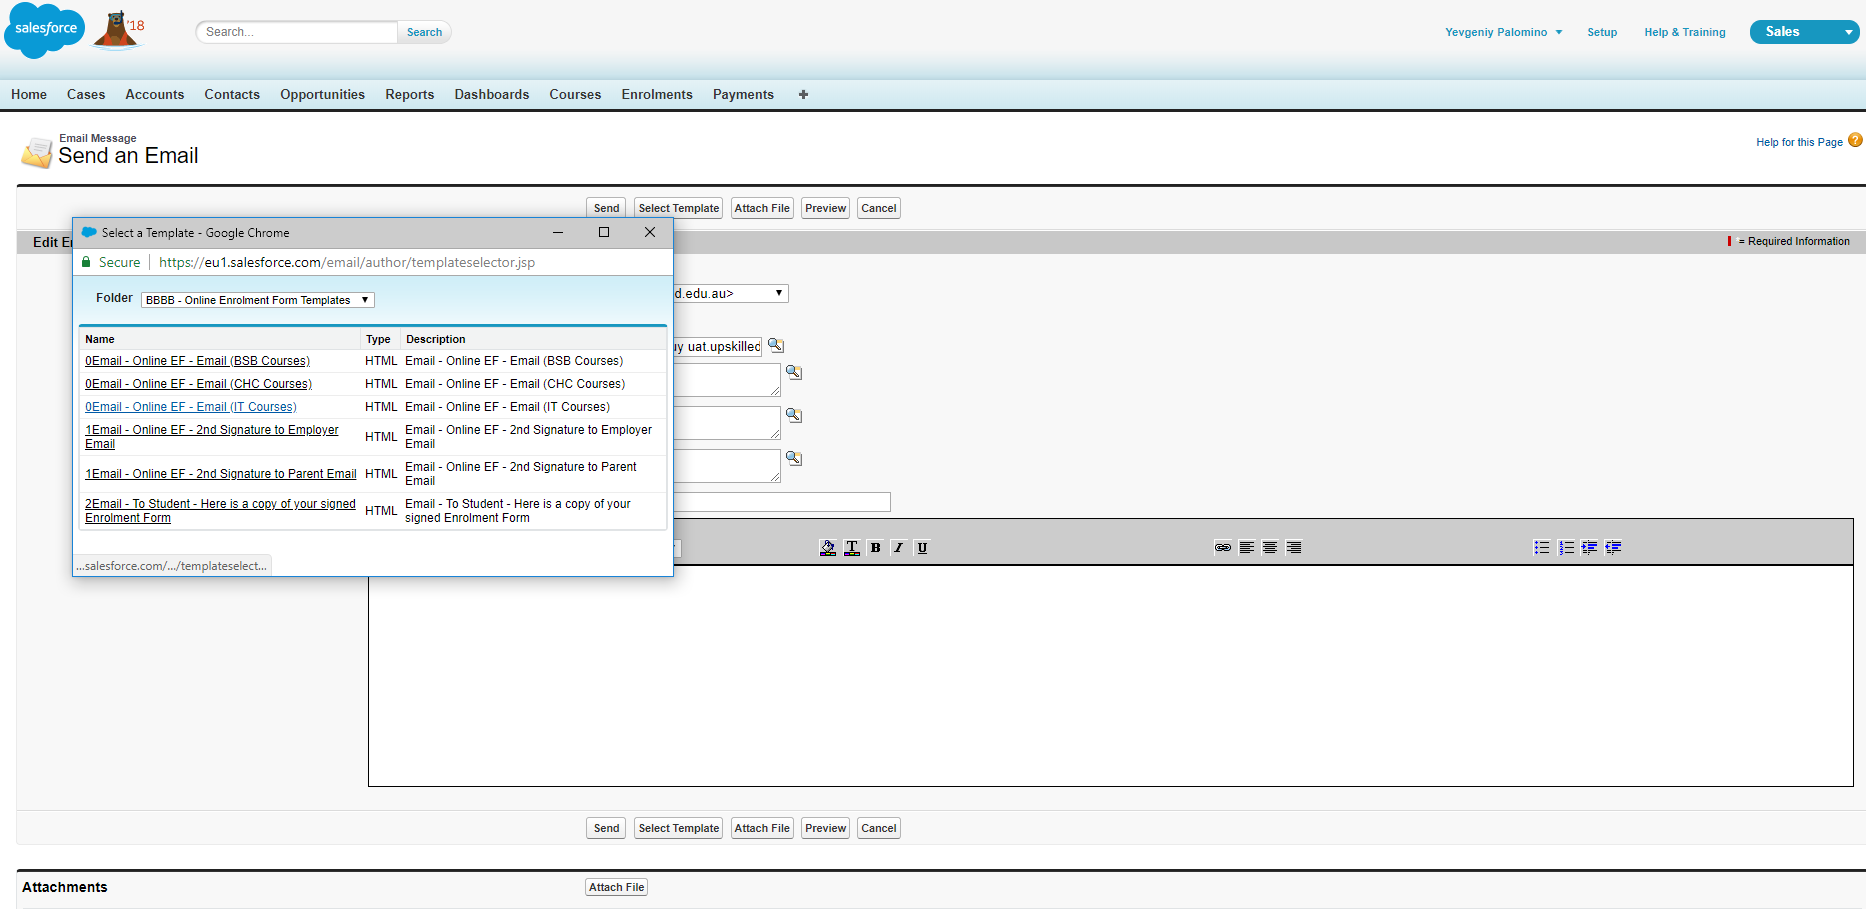 salesforce
'18
Search...
Search
Yevgeniy Palomino
Setup
Help & Training
Sales
Home
Cases
Accounts
Contacts
Opportunities
Reports
Dashboards
Courses
Enrolments
Payments
+
Email Message
Send an Email
Help for this Page
?
Send
Select Template
Attach File
Preview
Cancel
Edit E
= Required Information
Select a Template - Google Chrome
Secure
https://eu1.salesforce.com/email/author/templateselector.jsp
Folder
BBBB - Online Enrolment Form Templates
d.edu.au>
Name
Type
Description
0Email - Online EF - Email (BSB Courses)
HTML
Email - Online EF - Email (BSB Courses)
uy uat.upskilled
0Email - Online EF - Email (CHC Courses)
HTML
Email - Online EF - Email (CHC Courses)
0Email - Online EF - Email (IT Courses)
HTML
Email - Online EF - Email (IT Courses)
1Email - Online EF - 2nd Signature to Employer
Email
HTML
Email - Online EF - 2nd Signature to Employer
Email
1Email - Online EF - 2nd Signature to Parent Email
HTML
Email - Online EF - 2nd Signature to Parent
Email
2Email - To Student - Here is a copy of your signed
Enrolment Form
HTML
Email - To Student - Here is a copy of your
signed Enrolment Form
T
B
I
U
...salesforce.com/.../templateselect...
Send
Select Template
Attach File
Preview
Cancel
Attachments
Attach File